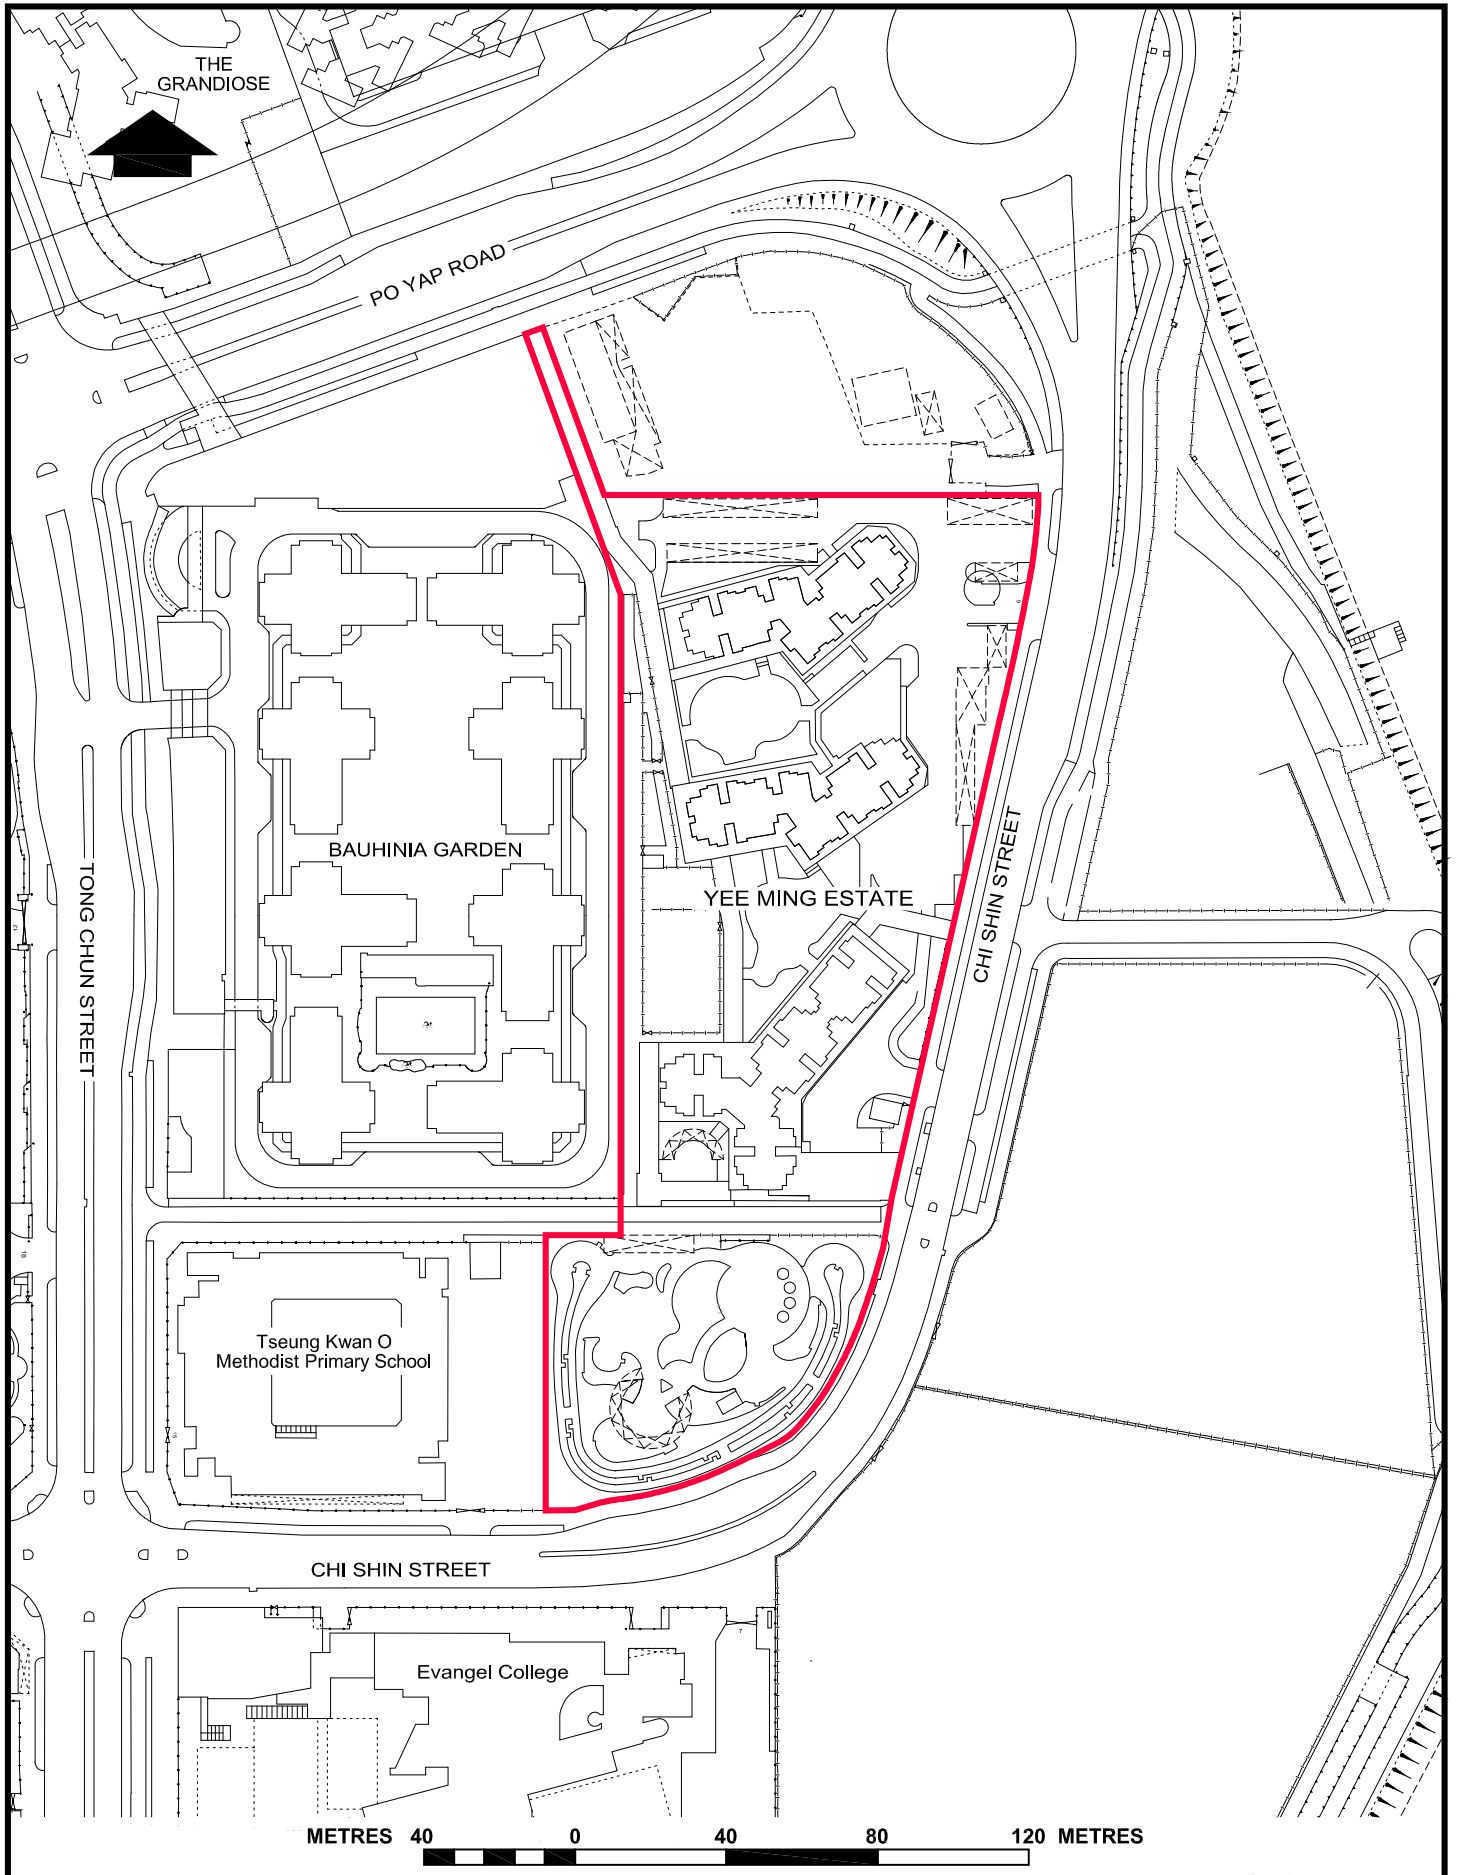 THE
GRANDIOSE
PO YAP ROAD
BAUHINIA GARDEN
YEE MING ESTATE
CHI SHIN STREET
TONG CHUN STREET
Tseung Kwan O
Methodist Primary School
CHI SHIN STREET
Evangel College
METRES 40 0 40 80 120 METRES